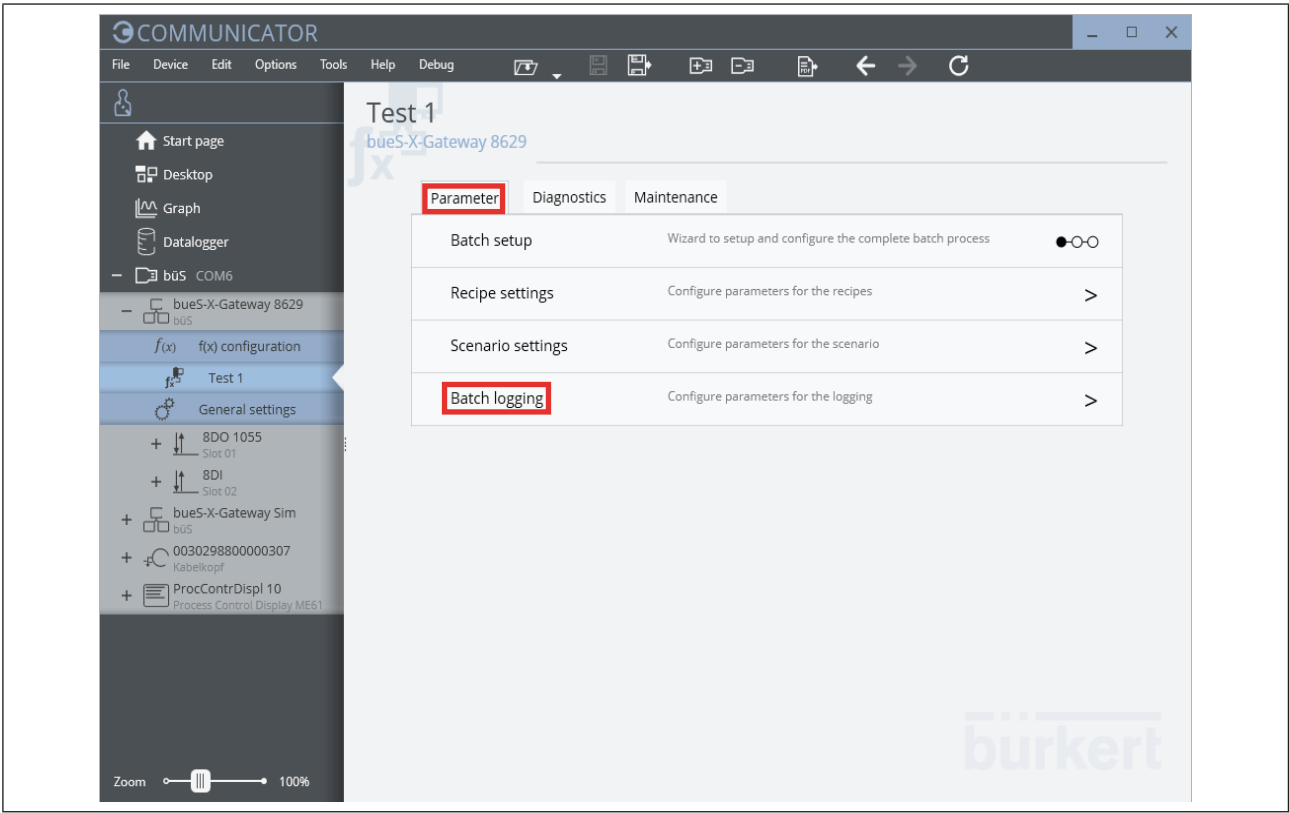 COMMUNICATOR
File Device Edit Options Tools Help Debug
PDF
Start page
Desktop
Graph
Datalogger
büS COM6
bueS-X-Gateway 8629
büS
f(x) f(x) configuration
fx Test 1
General settings
8DO 1055
Slot 01
8DI
Slot 02
bueS-X-Gateway Sim
büS
0030298800000307
Kabelkopf
ProcContrDispl 10
Process Control Display ME61
Zoom 100%
Test 1
bueS-X-Gateway 8629
fx
Parameter Diagnostics Maintenance
Batch setup Wizard to setup and configure the complete batch process
Recipe settings Configure parameters for the recipes >
Scenario settings Configure parameters for the scenario >
Batch logging Configure parameters for the logging >
burkert